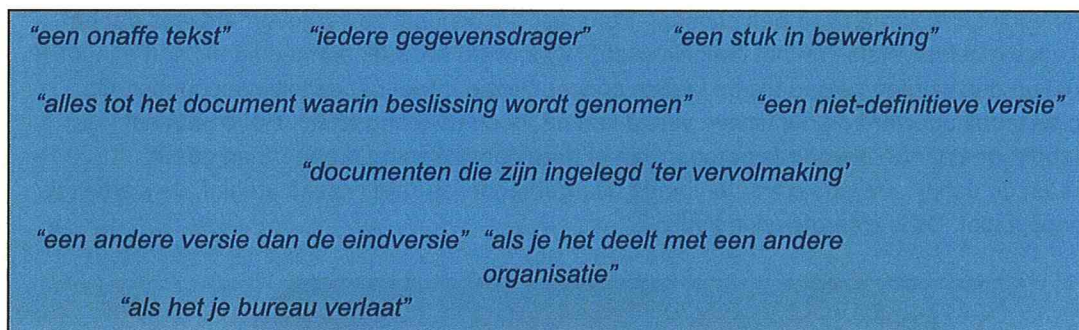 “een onaffe tekst” “iedere gegevensdrager” “een stuk in bewerking”
“alles tot het document waarin beslissing wordt genomen” “een niet-definitieve versie”
“documenten die zijn ingelegd ‘ter vervolmaking’
“een andere versie dan de eindversie” “als je het deelt met een andere
organisatie”
“als het je bureau verlaat”